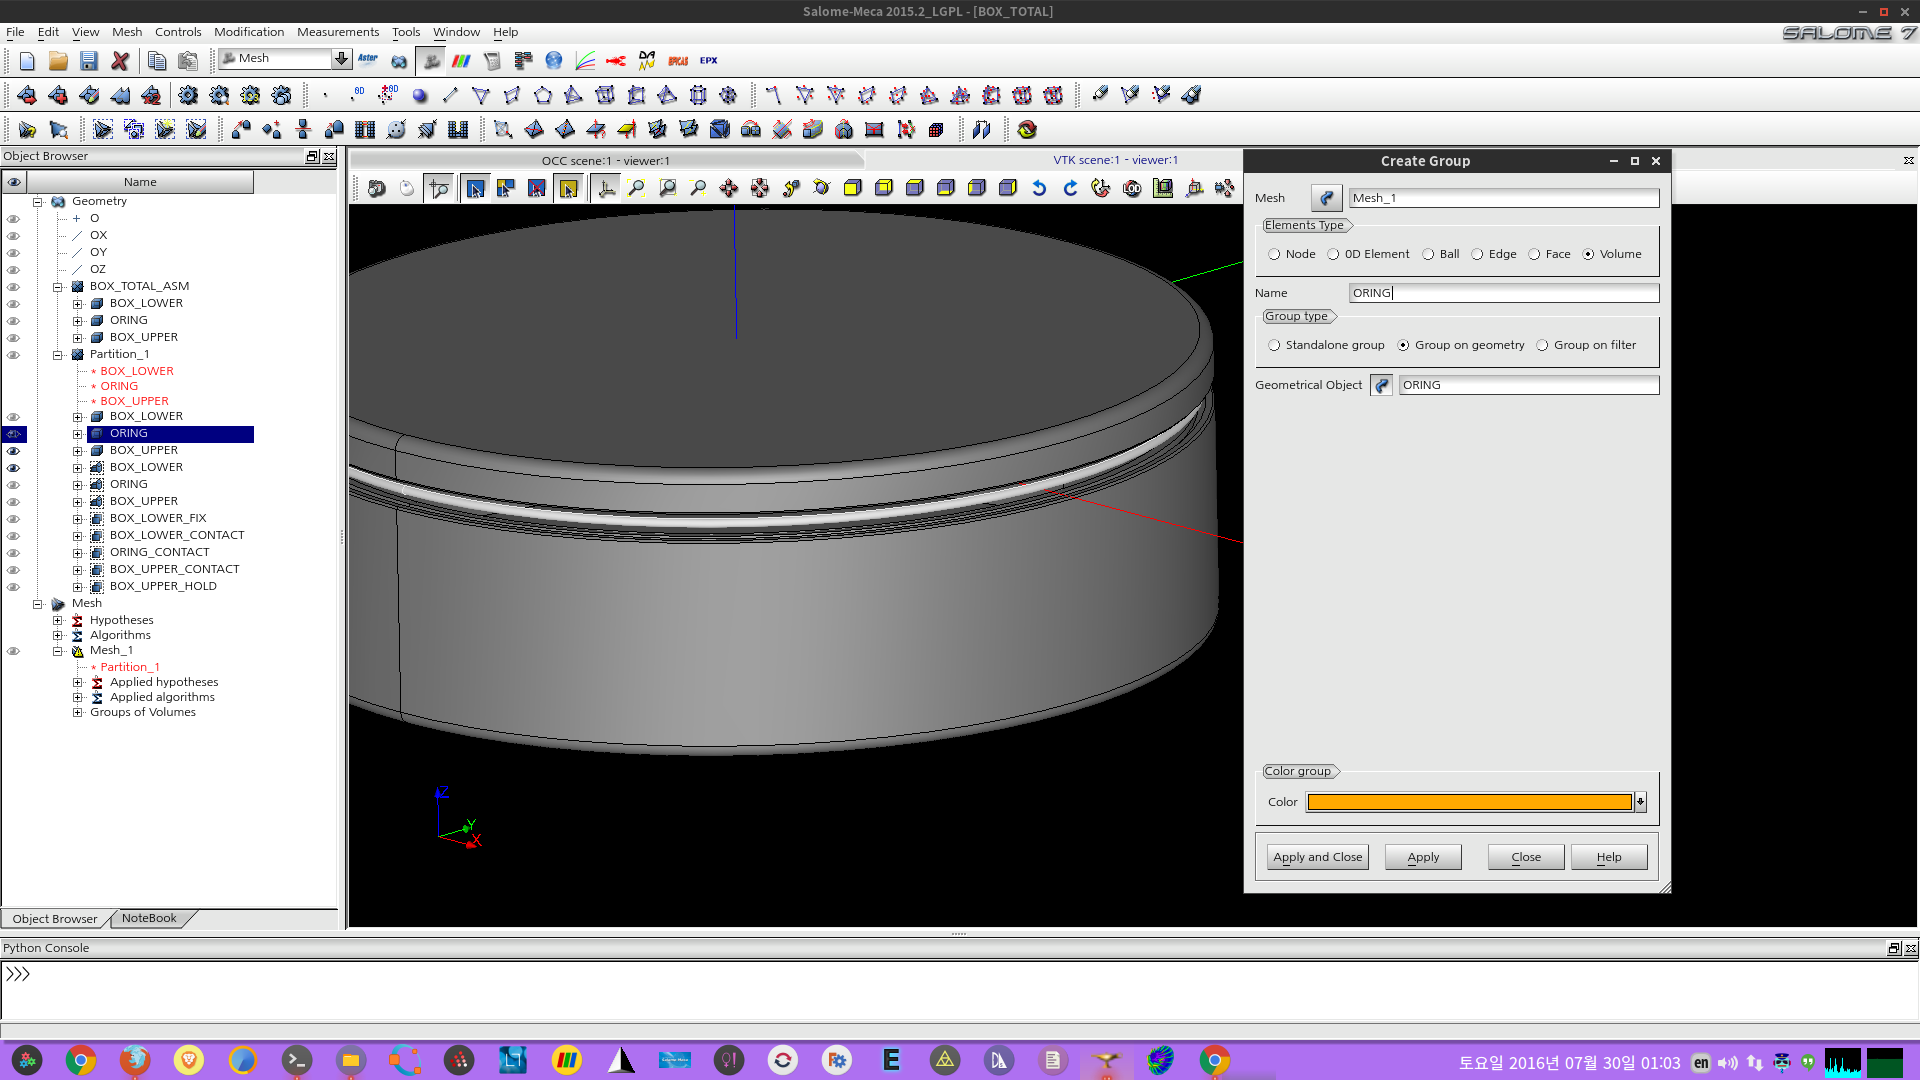 Salome-Meca 2015.2_LGPL - [BOX_TOTAL]
File Edit View Mesh Controls Modification Measurements Tools Window Help
SALOME 7
Mesh
Aster
EFICAS
EPX
0D
0D
Object Browser
OCC scene:1 - viewer:1
VTK scene:1 - viewer:1
Name
Geometry
O
OX
OY
OZ
BOX_TOTAL_ASM
BOX_LOWER
ORING
BOX_UPPER
Partition_1
* BOX_LOWER
* ORING
* BOX_UPPER
BOX_LOWER
ORING
BOX_UPPER
BOX_LOWER
ORING
BOX_UPPER
BOX_LOWER_FIX
BOX_LOWER_CONTACT
ORING_CONTACT
BOX_UPPER_CONTACT
BOX_UPPER_HOLD
Mesh
Hypotheses
Algorithms
Mesh_1
* Partition_1
Applied hypotheses
Applied algorithms
Groups of Volumes
LOD
Z
Y
X
Create Group
Mesh Mesh_1
Elements Type
Node 0D Element Ball Edge Face Volume
Name ORING
Group type
Standalone group Group on geometry Group on filter
Geometrical Object ORING
Color group
Color
Apply and Close Apply Close Help
Object Browser NoteBook
Python Console
>>>
토요일 2016년 07월 30일 01:03 en